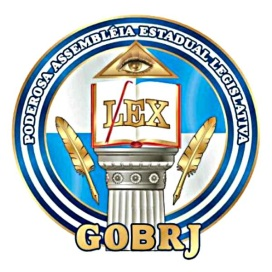 PODEROSA ASSEMBLÉIA ESTADUAL LEGISLATIVA
LEX
GOBRJ